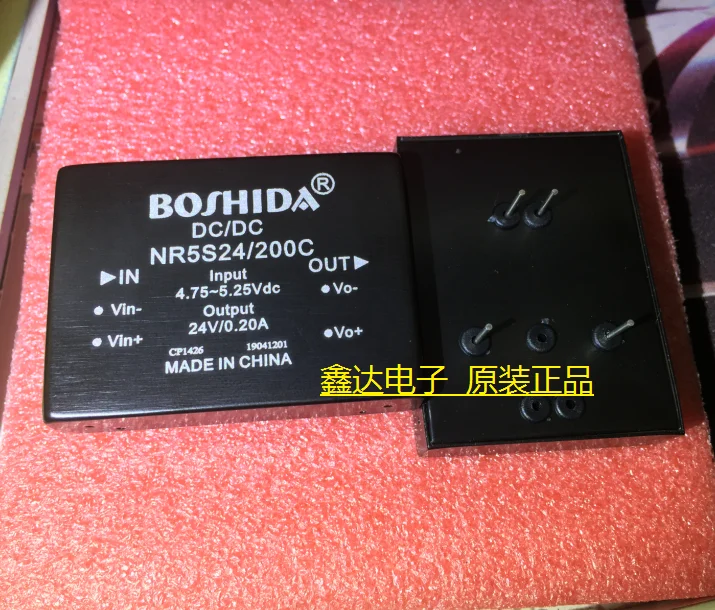 BOSHIDA®
DC/DC
NR5S24/200C
▶IN
Input
OUT▶
4.75~5.25Vdc
● Vin-
Output
● Vo-
24V/0.20A
● Vin+
● Vo+
CP1426 19041201
MADE IN CHINA
鑫达电子 原装正品